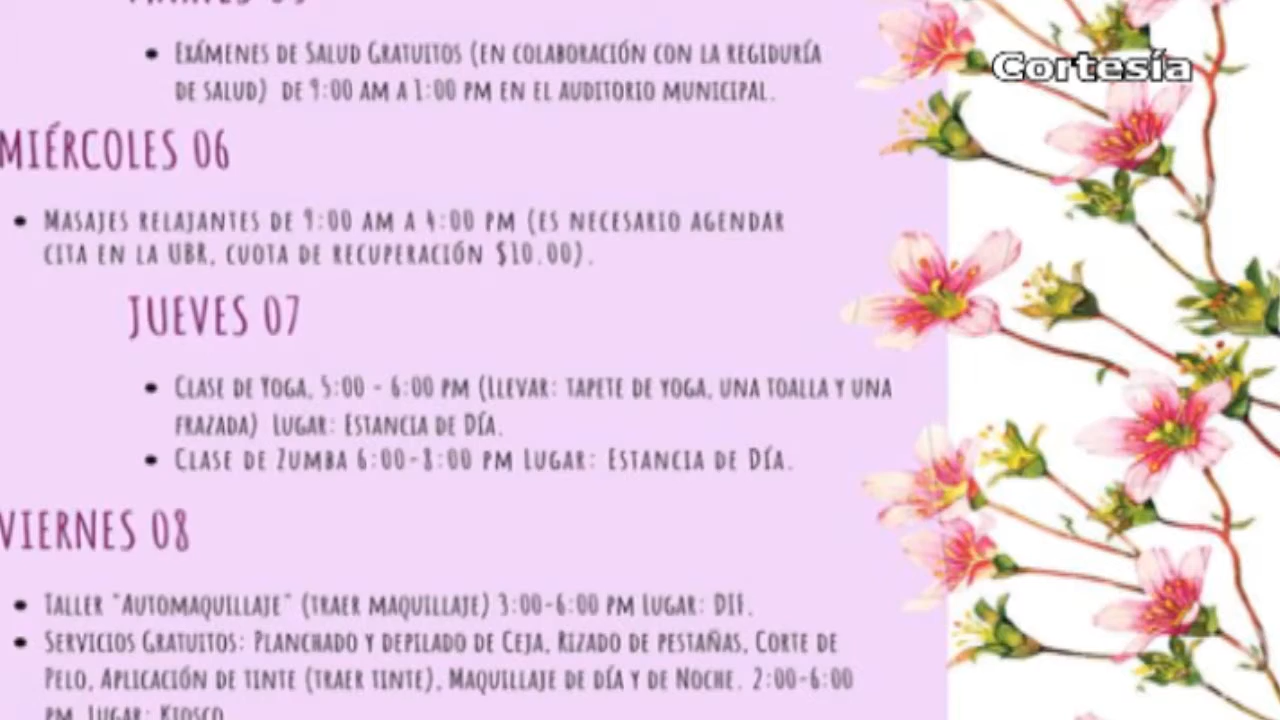 MARTES 05
• EXÁMENES DE SALUD GRATUITOS (EN COLABORACIÓN CON LA REGIDURÍA
DE SALUD) DE 9:00 AM A 1:00 PM EN EL AUDITORIO MUNICIPAL.
Cortesía
MIÉRCOLES 06
• MASAJES RELAJANTES DE 9:00 AM A 4:00 PM (ES NECESARIO AGENDAR
CITA EN LA UBR, CUOTA DE RECUPERACIÓN $10.00).
JUEVES 07
• CLASE DE YOGA, 5:00 - 6:00 PM (LLEVAR: TAPETE DE YOGA, UNA TOALLA Y UNA
FRAZADA) LUGAR: ESTANCIA DE DÍA.
• CLASE DE ZUMBA 6:00-8:00 PM LUGAR: ESTANCIA DE DÍA.
VIERNES 08
• TALLER "AUTOMAQUILLAJE" (TRAER MAQUILLAJE) 3:00-6:00 PM LUGAR: DIF.
• SERVICIOS GRATUITOS: PLANCHADO Y DEPILADO DE CEJA, RIZADO DE PESTAÑAS, CORTE DE
PELO, APLICACIÓN DE TINTE (TRAER TINTE), MAQUILLAJE DE DÍA Y DE NOCHE. 2:00-6:00
PM LUGAR: KIOSCO